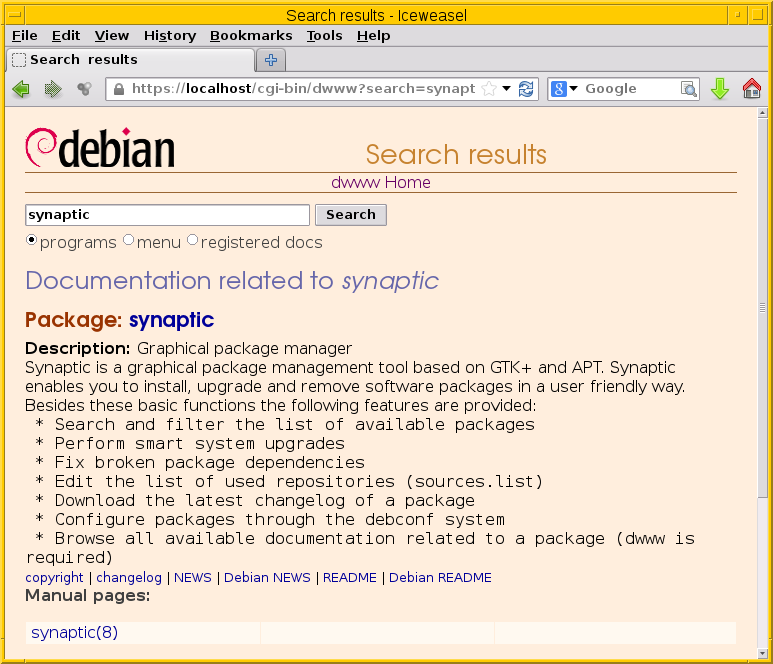 Search results - Iceweasel
File Edit View History Bookmarks Tools Help
Search results
https://localhost/cgi-bin/dwww?search=synapt
Google
debian
Search results
dwww Home
synaptic Search
programs menu registered docs
Documentation related to synaptic
Package: synaptic
Description: Graphical package manager
Synaptic is a graphical package management tool based on GTK+ and APT. Synaptic
enables you to install, upgrade and remove software packages in a user friendly way.
Besides these basic functions the following features are provided:
* Search and filter the list of available packages
* Perform smart system upgrades
* Fix broken package dependencies
* Edit the list of used repositories (sources.list)
* Download the latest changelog of a package
* Configure packages through the debconf system
* Browse all available documentation related to a package (dwww is
required)
copyright | changelog | NEWS | Debian NEWS | README | Debian README
Manual pages:
synaptic(8)